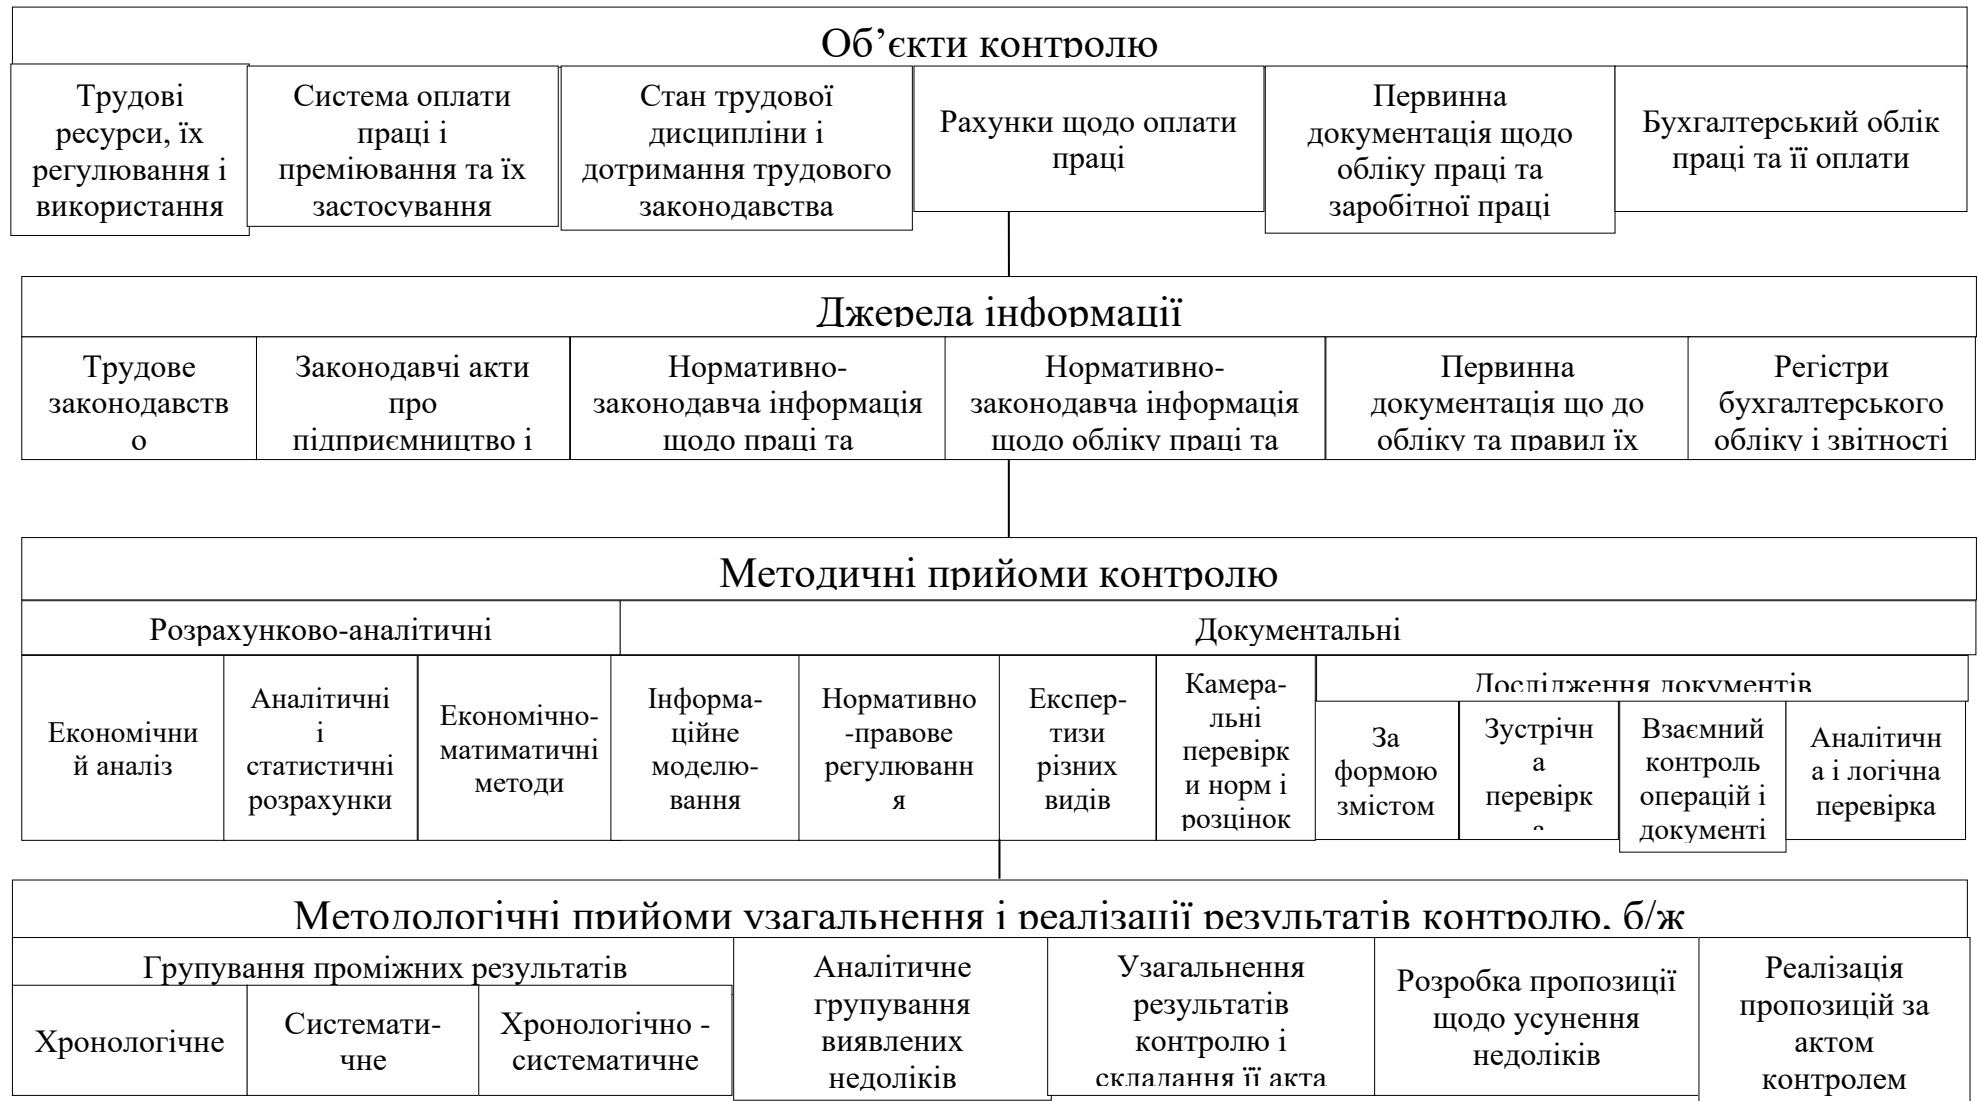 Об’єкти контролю
Трудові
ресурси, їх
регулювання і
використання
Система оплати
праці і
преміювання та їх
застосування
Стан трудової
дисципліни і
дотримання трудового
законодавства
Рахунки щодо оплати
праці
Первинна
документація щодо
обліку праці та
заробітної праці
Бухгалтерський облік
праці та її оплати
Джерела інформації
Трудове
законодавств
о
Законодавчі акти
про
підприємництво і
Нормативно-
законодавча інформація
щодо праці та
Нормативно-
законодавча інформація
щодо обліку праці та
Первинна
документація що до
обліку та правил їх
Регістри
бухгалтерського
обліку і звітності
Методичні прийоми контролю
Розрахунково-аналітичні
Документальні
Економічни
й аналіз
Аналітичні
і
статистичні
розрахунки
Економічно-
матиматичні
методи
Інформа-
ційне
моделю-
вання
Нормативно
-правове
регулюванн
я
Експер-
тизи
різних
видів
Камера-
льні
перевірк
и норм і
розцінок
Дослідження документів
За
формою
змістом
Зустрічн
а
перевірк
а
Взаємний
контроль
операцій і
документі
Аналітичн
а і логічна
перевірка
Методологічні прийоми узагальнення і реалізації результатів контролю, б/ж
Групування проміжних результатів
Хронологічне
Системати-
чне
Хронологічно -
систематичне
Аналітичне
групування
виявлених
недоліків
Узагальнення
результатів
контролю і
складання її акта
Розробка пропозиції
щодо усунення
недоліків
Реалізація
пропозицій за
актом
контролем